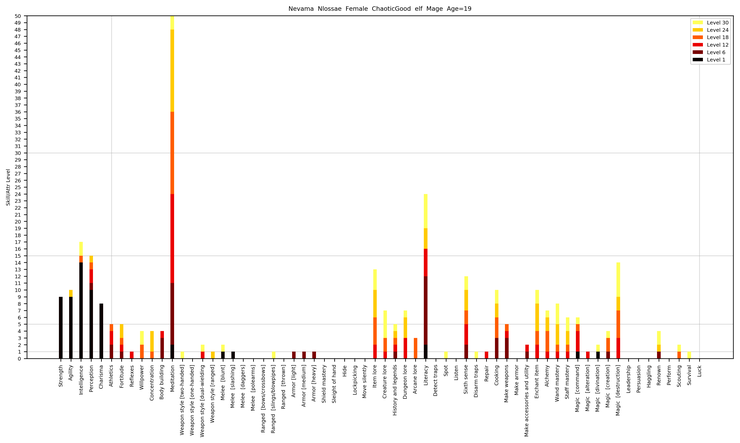 Nevama Nlossae Female ChaoticGood elf Mage Age=19
Skill/Attr Level
50
49
48
47
46
45
44
43
42
41
40
39
38
37
36
35
34
33
32
31
30
29
28
27
26
25
24
23
22
21
20
19
18
17
16
15
14
13
12
11
10
9
8
7
6
5
4
3
2
1
0
Level 30
Level 24
Level 18
Level 12
Level 6
Level 1
Strength
Agility
Intelligence
Perception
Charisma
Athletics
Fortitude
Reflexes
Willpower
Concentration
Body building
Meditation
Weapon style [two-handed]
Weapon style [one-handed]
Weapon style [dual-wielding]
Weapon style [ranged]
Melee [blunt]
Melee [slashing]
Melee [daggers]
Melee [polearms]
Ranged [bows/crossbows]
Ranged [slings/blowpipes]
Ranged [thrown]
Armor [light]
Armor [medium]
Armor [heavy]
Shield mastery
Sleight of hand
Hide
Lockpicking
Move silently
Item lore
Creature lore
History and legends
Dungeon lore
Arcane lore
Literacy
Detect traps
Spot
Listen
Sixth sense
Disarm traps
Repair
Cooking
Make weapons
Make armor
Make accessories and utility
Enchant item
Alchemy
Wand mastery
Staff mastery
Magic [command]
Magic [alteration]
Magic [divination]
Magic [creation]
Magic [destruction]
Leadership
Renown
Persuasion
Haggling
Perform
Scouting
Survival
Luck